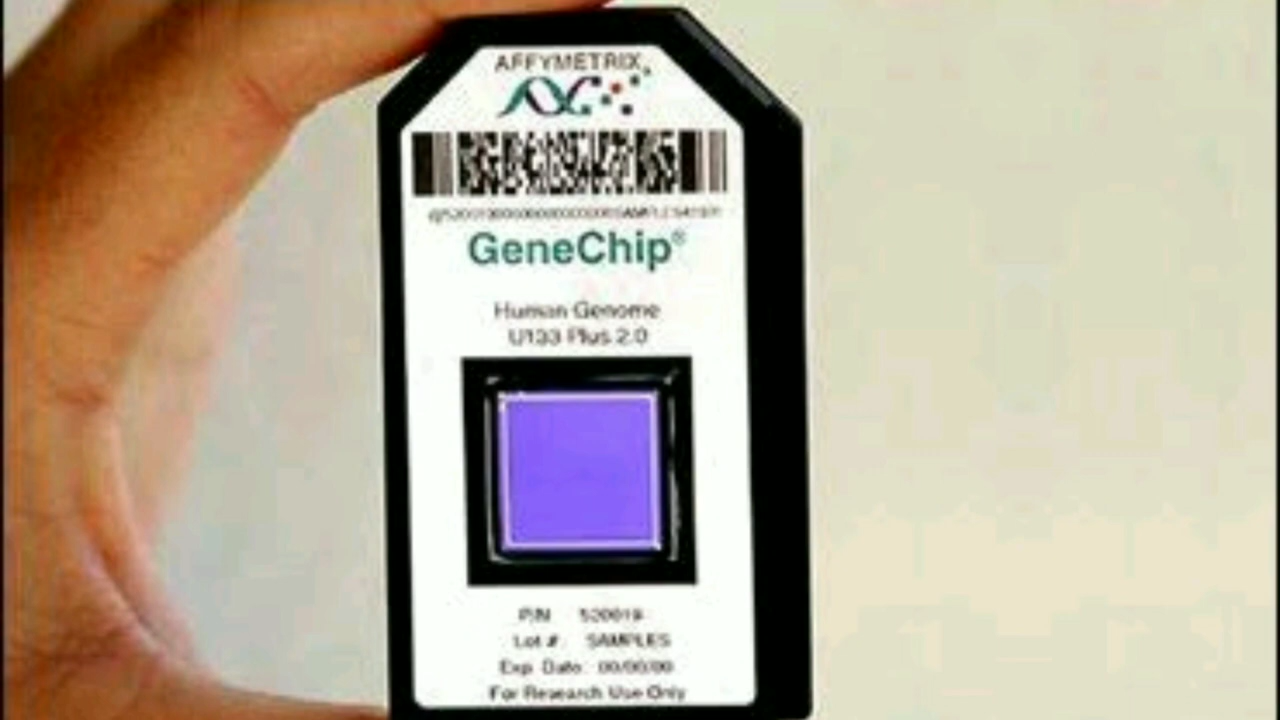 AFFYMETRIX
GeneChip®
Human Genome
U133 Plus 2.0
P/N 520019
Lot #: SAMPLES
Exp. Date: 00/00/00
For Research Use Only